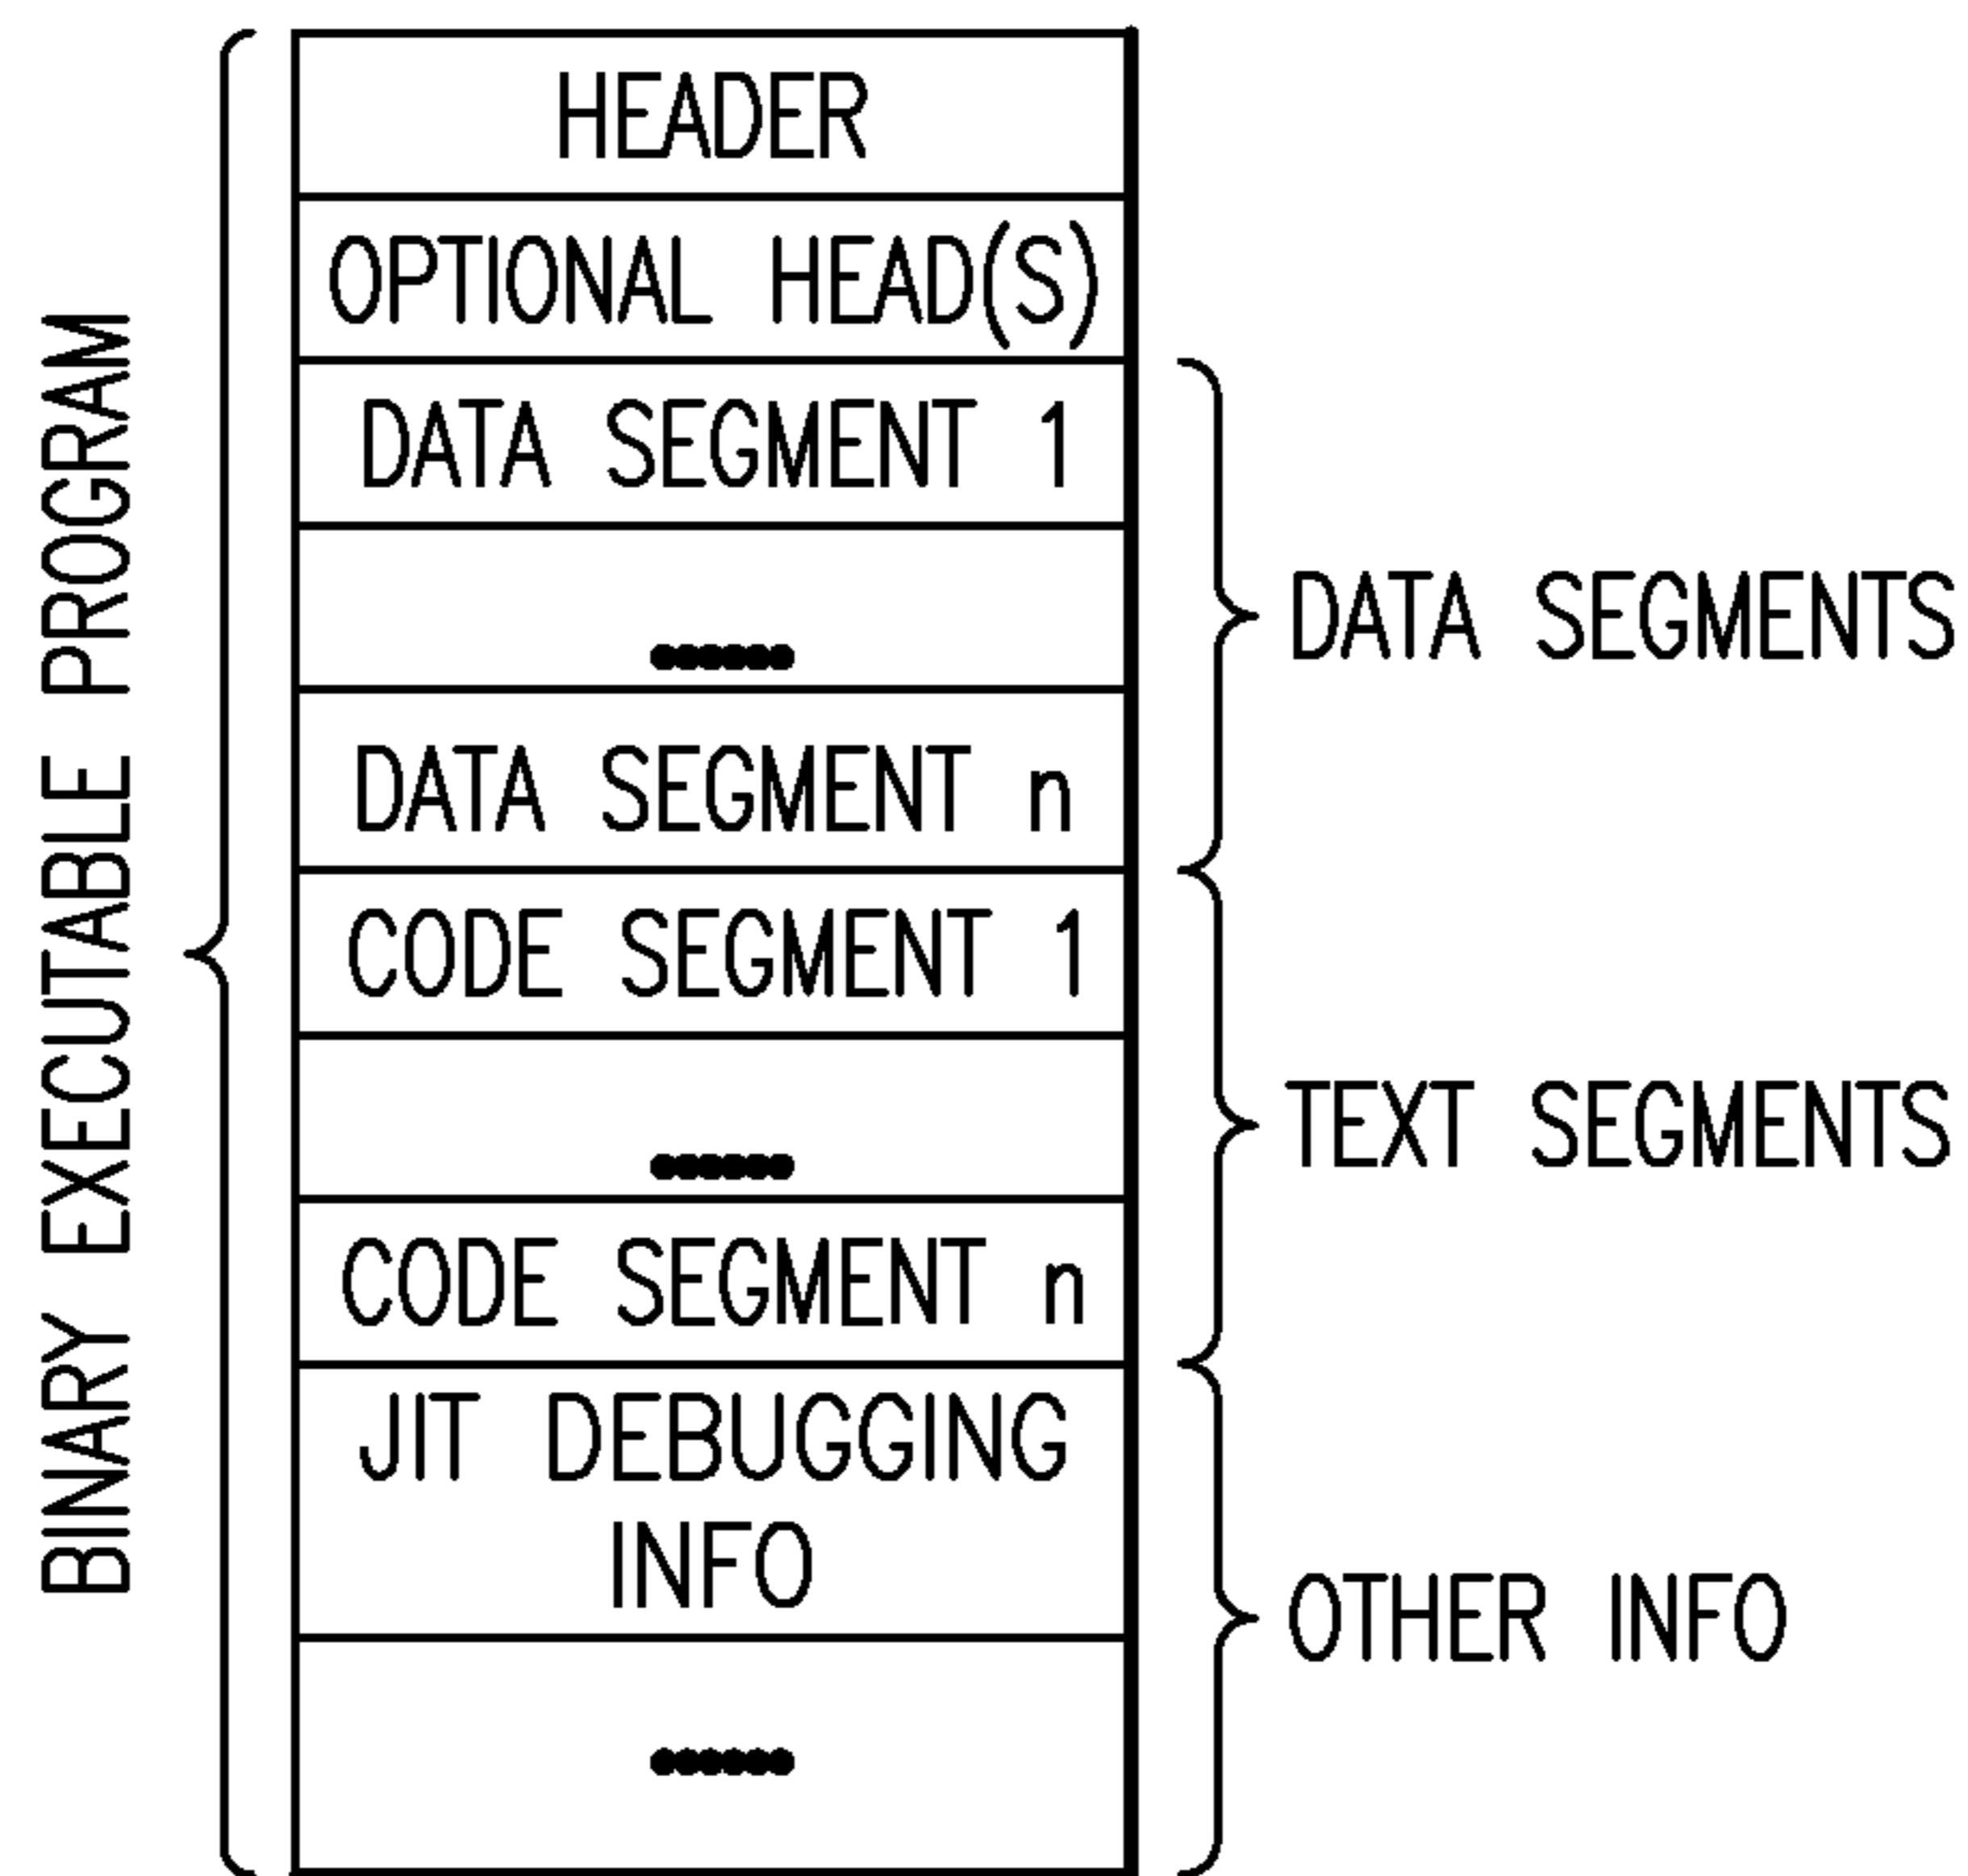 BINARY EXECUTABLE PROGRAM
HEADER
OPTIONAL HEAD(S)
DATA SEGMENT 1
DATA SEGMENT n
DATA SEGMENTS
CODE SEGMENT 1
CODE SEGMENT n
TEXT SEGMENTS
JIT DEBUGGING
INFO
OTHER INFO